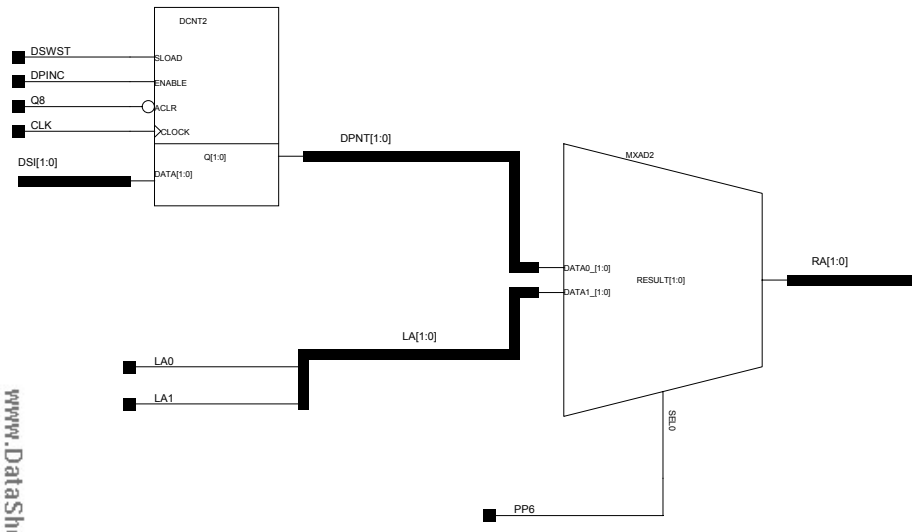 DCNT2
DSWST
SLOAD
DPINC
ENABLE
Q8
ACLR
CLK
CLOCK
DSI[1:0]
Q[1:0]
DATA[1:0]
DPNT[1:0]
MXAD2
DATA0_[1:0]
DATA1_[1:0]
RESULT[1:0]
RA[1:0]
LA[1:0]
LA0
LA1
SEL0
PP6
www.DataSh